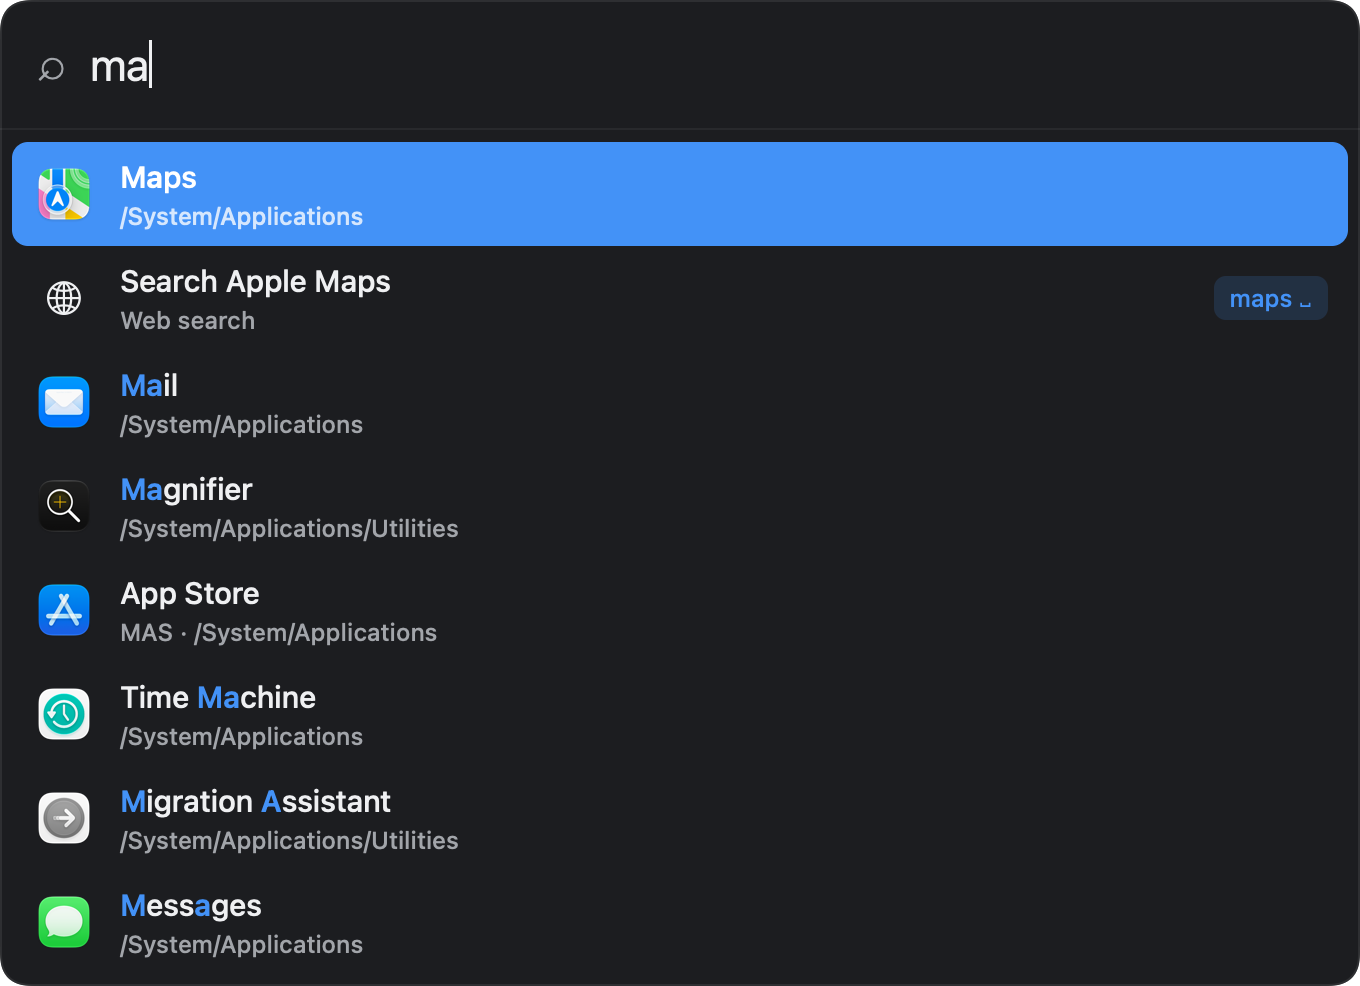 ma
Maps
/System/Applications
Search Apple Maps
Web search
maps ⎵
Mail
/System/Applications
Magnifier
/System/Applications/Utilities
App Store
MAS · /System/Applications
Time Machine
/System/Applications
Migration Assistant
/System/Applications/Utilities
Messages
/System/Applications